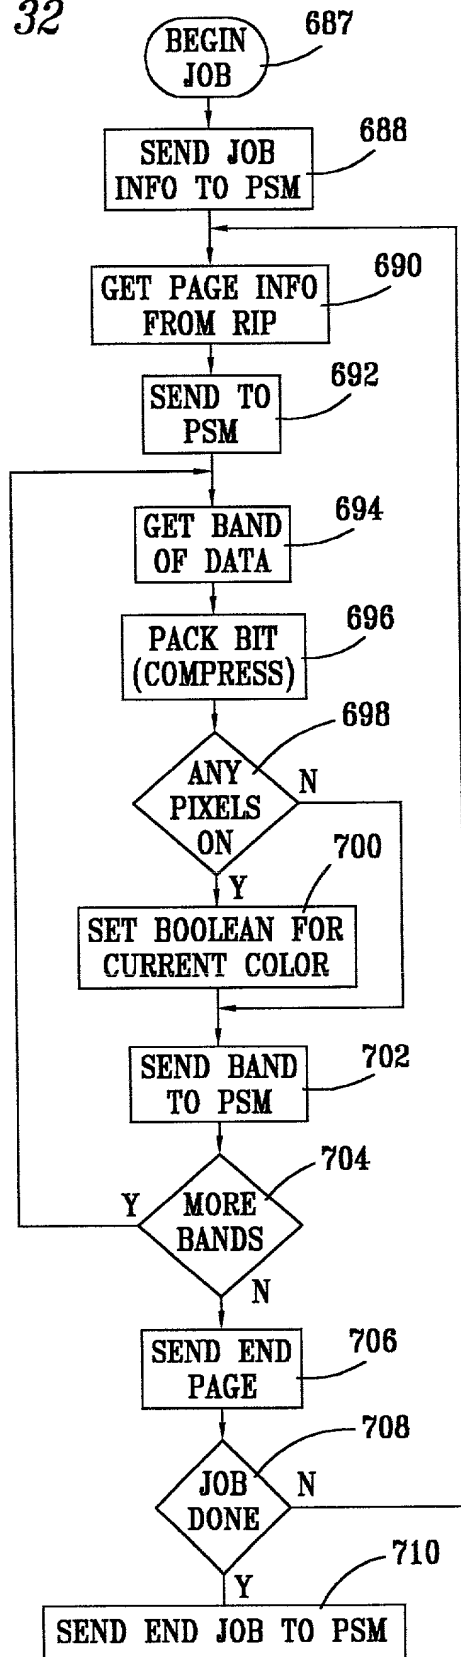 32
BEGIN
JOB
687
SEND JOB
INFO TO PSM
688
GET PAGE INFO
FROM RIP
690
SEND TO
PSM
692
GET BAND
OF DATA
694
PACK BIT
(COMPRESS)
696
ANY
PIXELS
ON
698
N
Y
700
SET BOOLEAN FOR
CURRENT COLOR
SEND BAND
TO PSM
702
MORE
BANDS
704
Y
N
SEND END
PAGE
706
JOB
DONE
708
N
Y
710
SEND END JOB TO PSM